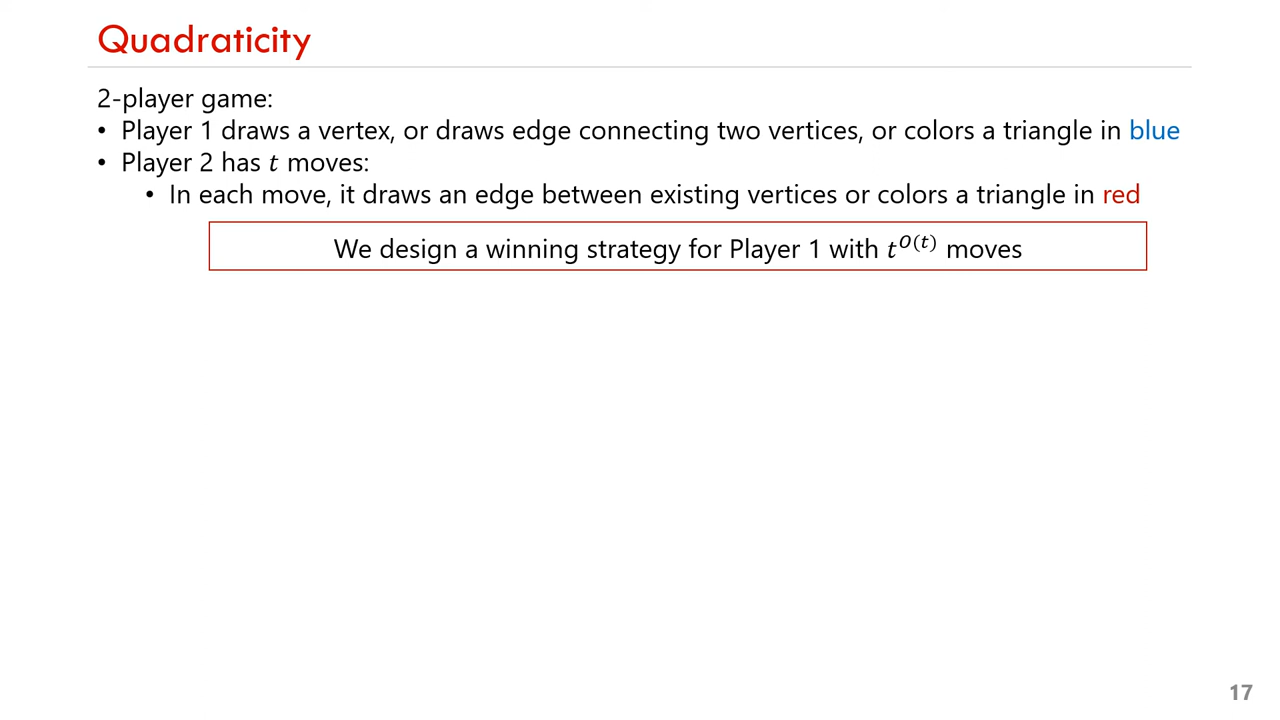 Quadraticity
2-player game:
• Player 1 draws a vertex, or draws edge connecting two vertices, or colors a triangle in blue
• Player 2 has t moves:
• In each move, it draws an edge between existing vertices or colors a triangle in red
We design a winning strategy for Player 1 with t^{O(t)} moves
17